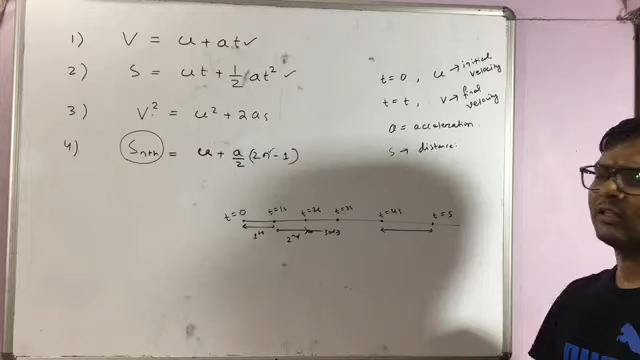 1) V = u + at ✓
2) S = ut + 1/2 at² ✓
3) V² = u² + 2as
4) Snth = u + a/2 (2n - 1)
t = 0, u → initial velocity
t = t, v → final velocity
a = acceleration.
s → distance.
t = 0 t = 1s t = 2s t = 3s t = 4s t = 5
1st 2nd 3rd
PUMA